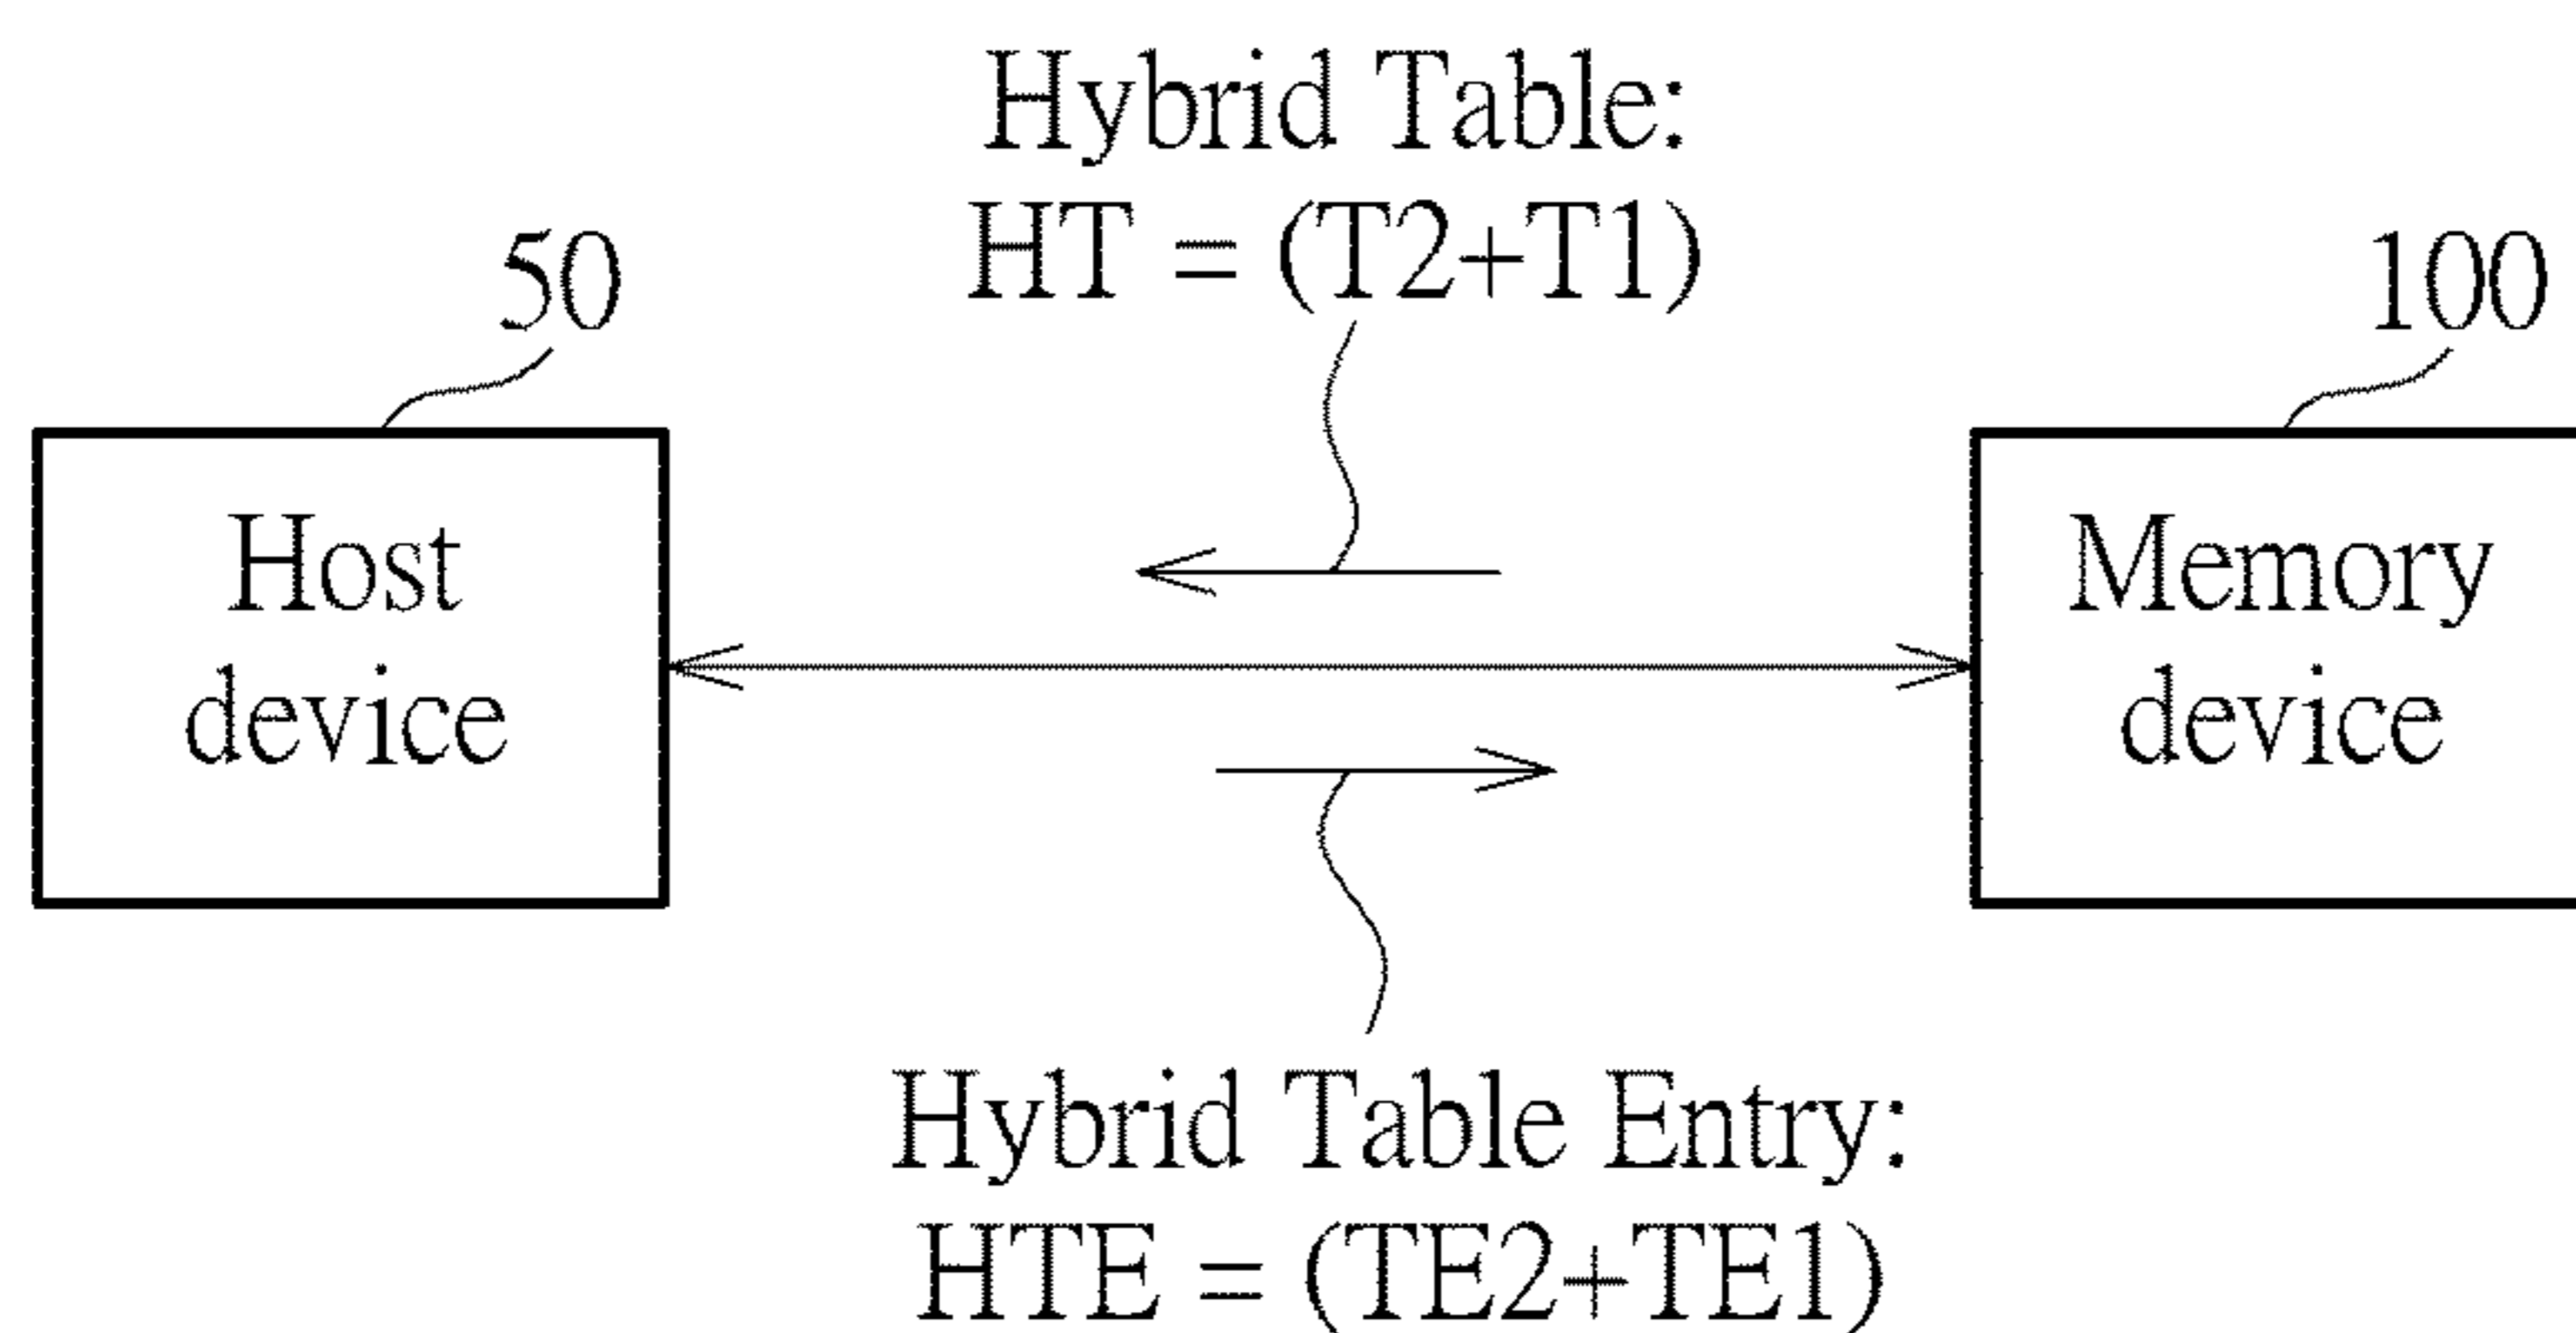 Hybrid Table:
HT = (T2+T1)
50
100
Host
device
Memory
device
Hybrid Table Entry:
HTE = (TE2+TE1)